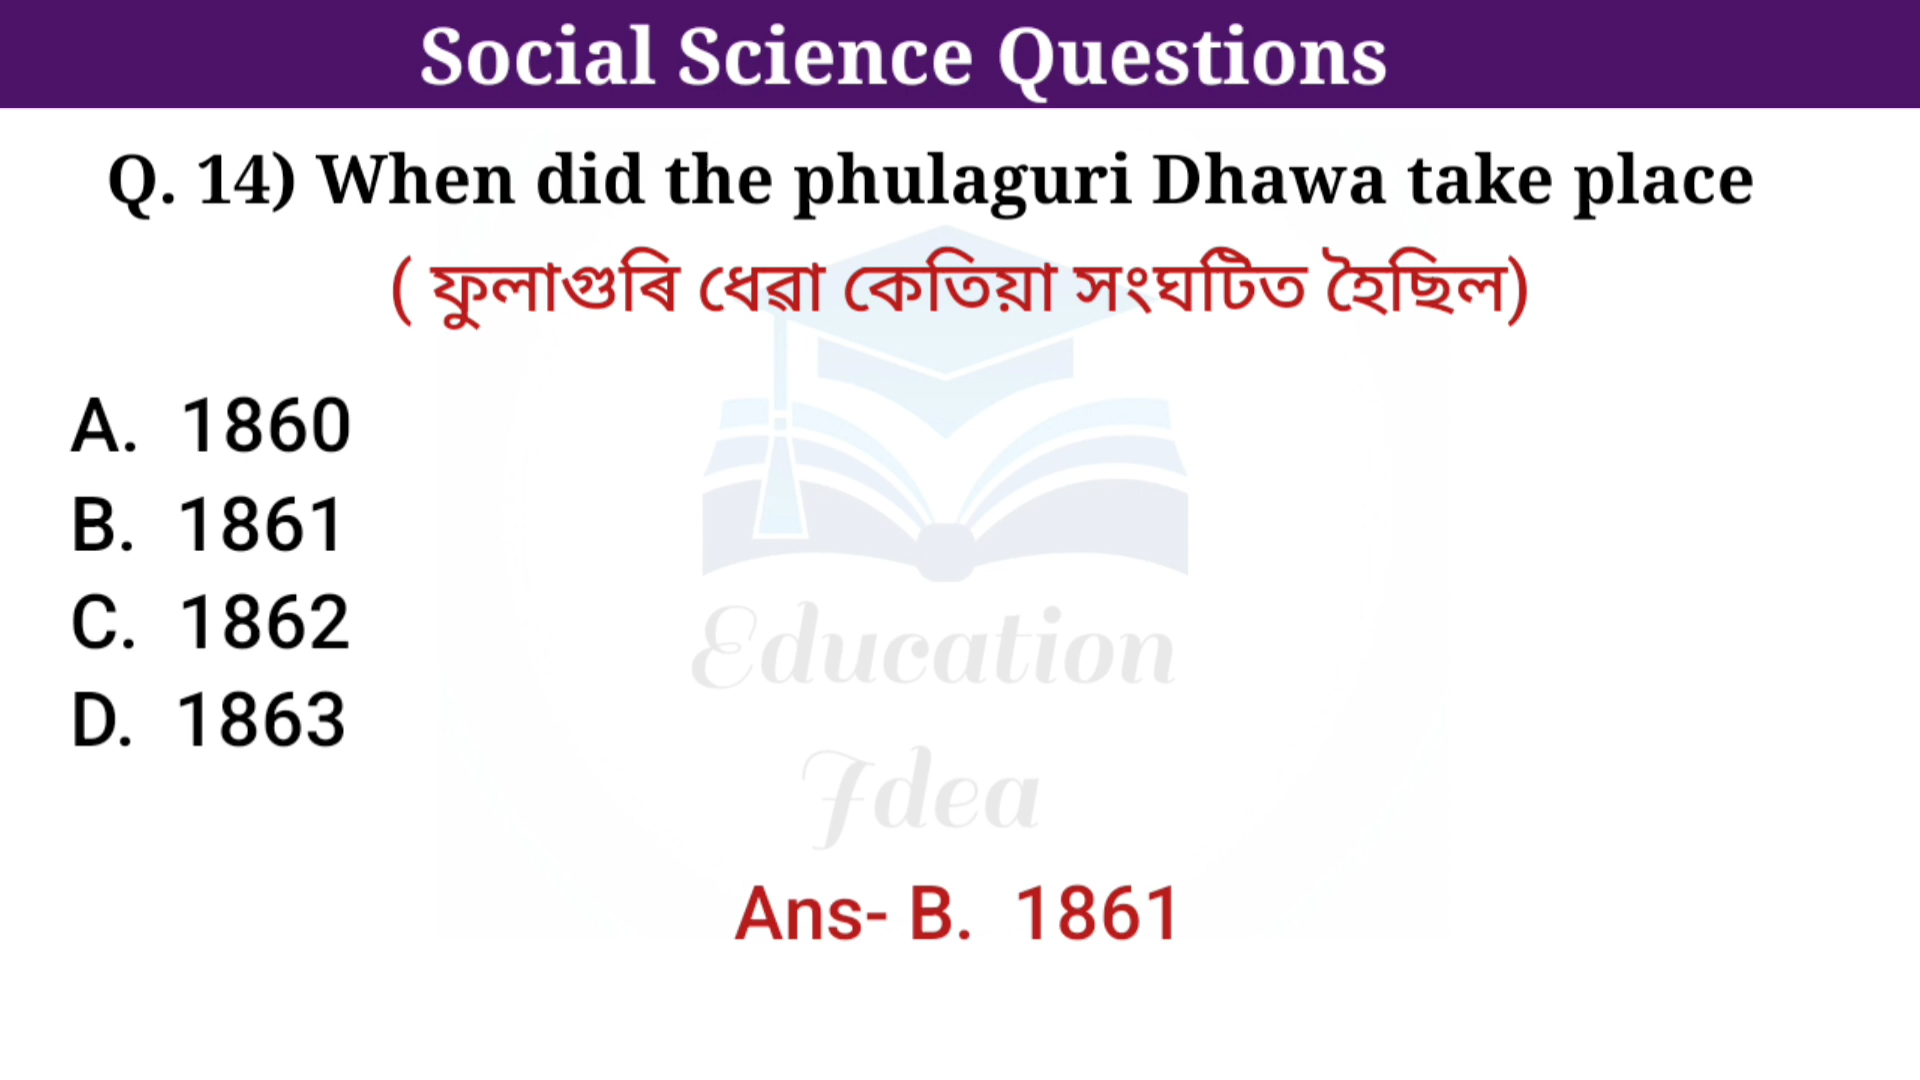 Social Science Questions
Q. 14) When did the phulaguri Dhawa take place
( ফুলাগুৰি ধেৱা কেতিয়া সংঘটিত হৈছিল)
A. 1860
B. 1861
C. 1862
D. 1863
Education
Idea
Ans- B. 1861